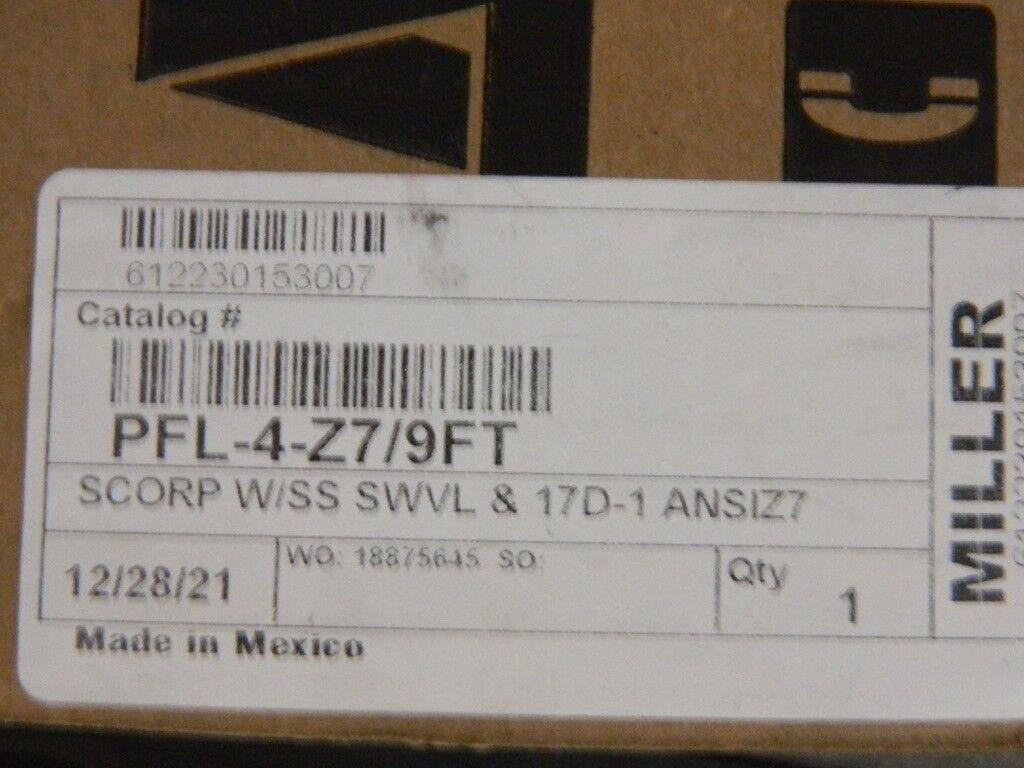 612230153007
Catalog #
PFL-4-Z7/9FT
SCORP W/SS SWVL & 17D-1 ANSIZ7
12/28/21
WO: 18875645 SO:
Qty
1
Made in Mexico
MILLER
612230153007